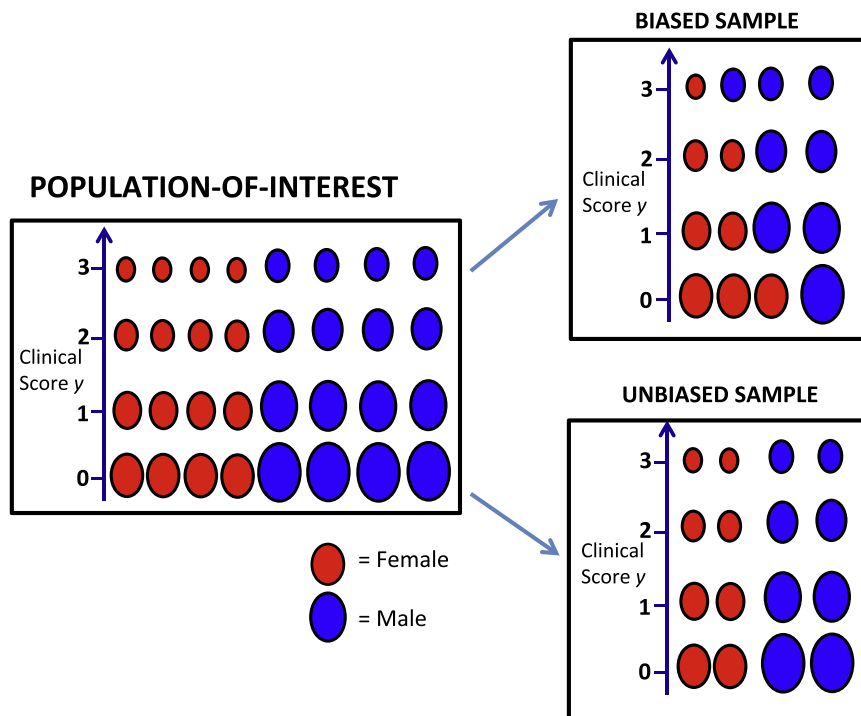 POPULATION-OF-INTEREST
3
2
Clinical
Score y
1
0
= Female
= Male
BIASED SAMPLE
3
2
Clinical
Score y
1
0
UNBIASED SAMPLE
3
2
Clinical
Score y
1
0